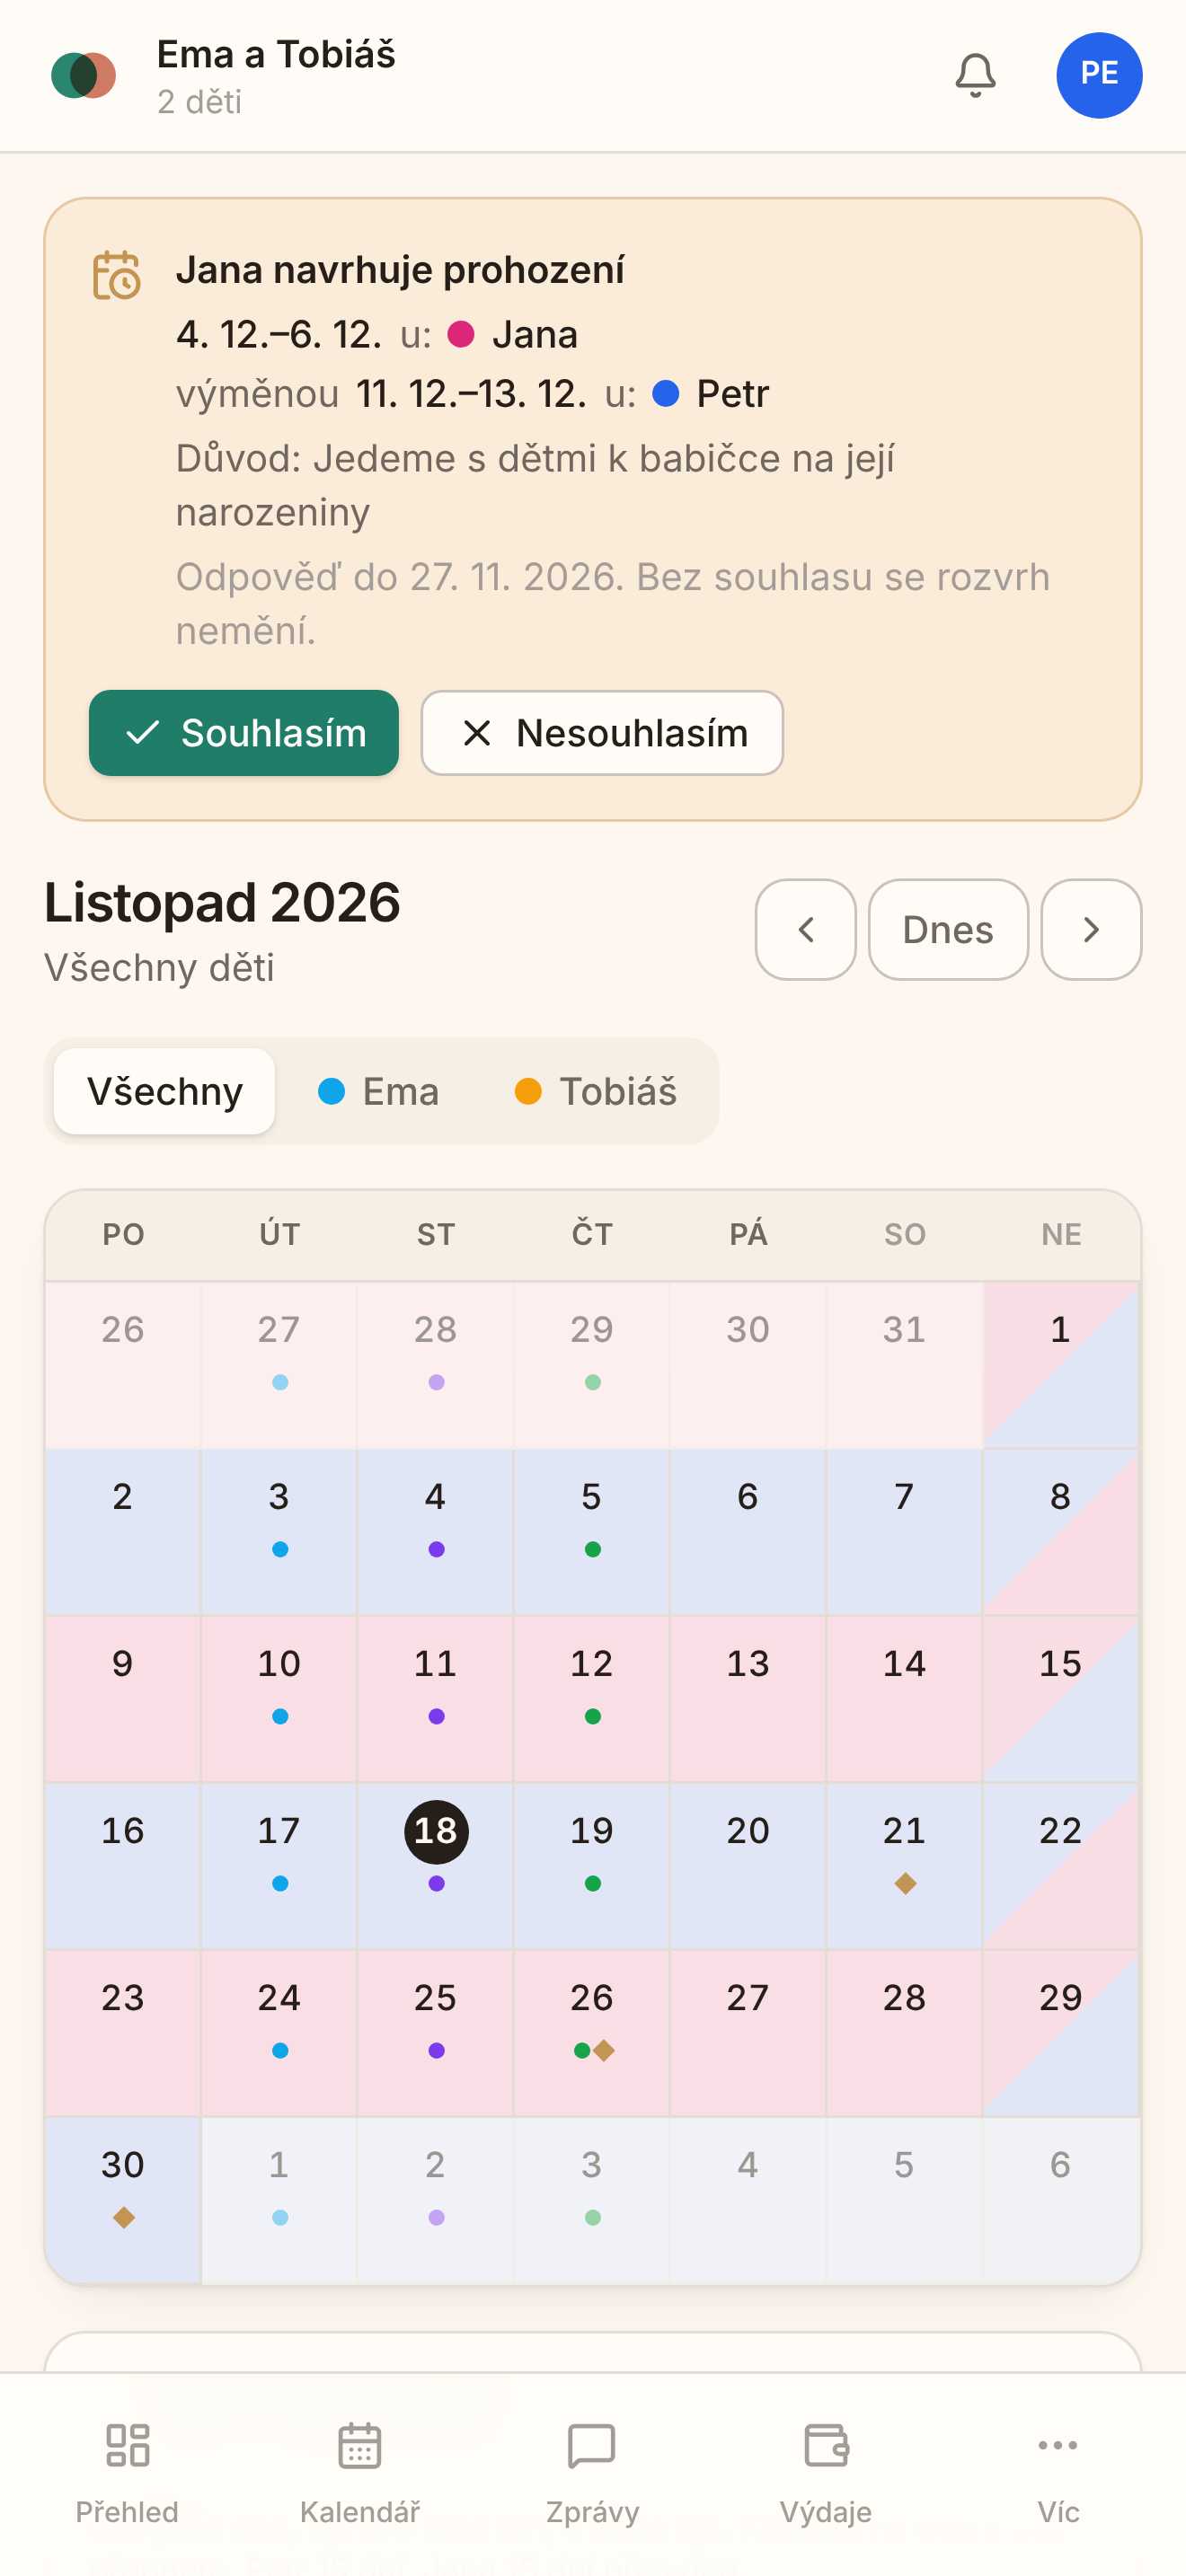 Ema a Tobiáš
2 děti
PE
Jana navrhuje prohození
4. 12.–6. 12. u: Jana
výměnou 11. 12.–13. 12. u: Petr
Důvod: Jedeme s dětmi k babičce na její
narozeniny
Odpověď do 27. 11. 2026. Bez souhlasu se rozvrh
nemění.
Souhlasím Nesouhlasím
Listopad 2026
Všechny děti
Dnes
Všechny Ema Tobiáš
PO ÚT ST ČT PÁ SO NE
26 27 28 29 30 31 1
2 3 4 5 6 7 8
9 10 11 12 13 14 15
16 17 18 19 20 21 22
23 24 25 26 27 28 29
30 1 2 3 4 5 6
Přehled Kalendář Zprávy Výdaje Víc